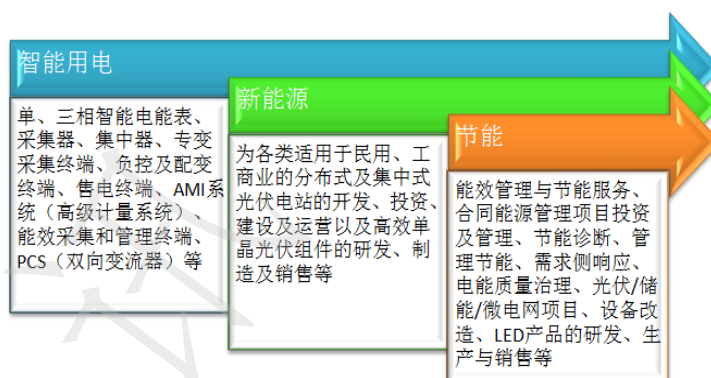 智能用电
单、三相智能电能表、
采集器、集中器、专变
采集终端、负控及配变
终端、售电终端、AMI系
统（高级计量系统）、
能效采集和管理终端、
PCS（双向变流器）等
新能源
为各类适用于民用、工
商业的分布式及集中式
光伏电站的开发、投资、
建设及运营以及高效单
晶光伏组件的研发、制
造及销售等
节能
能效管理与节能服务、
合同能源管理项目投资
及管理、节能诊断、管
理节能、需求侧响应、
电能质量治理、光伏/储
能/微电网项目、设备改
造、LED产品的研发、生
产与销售等